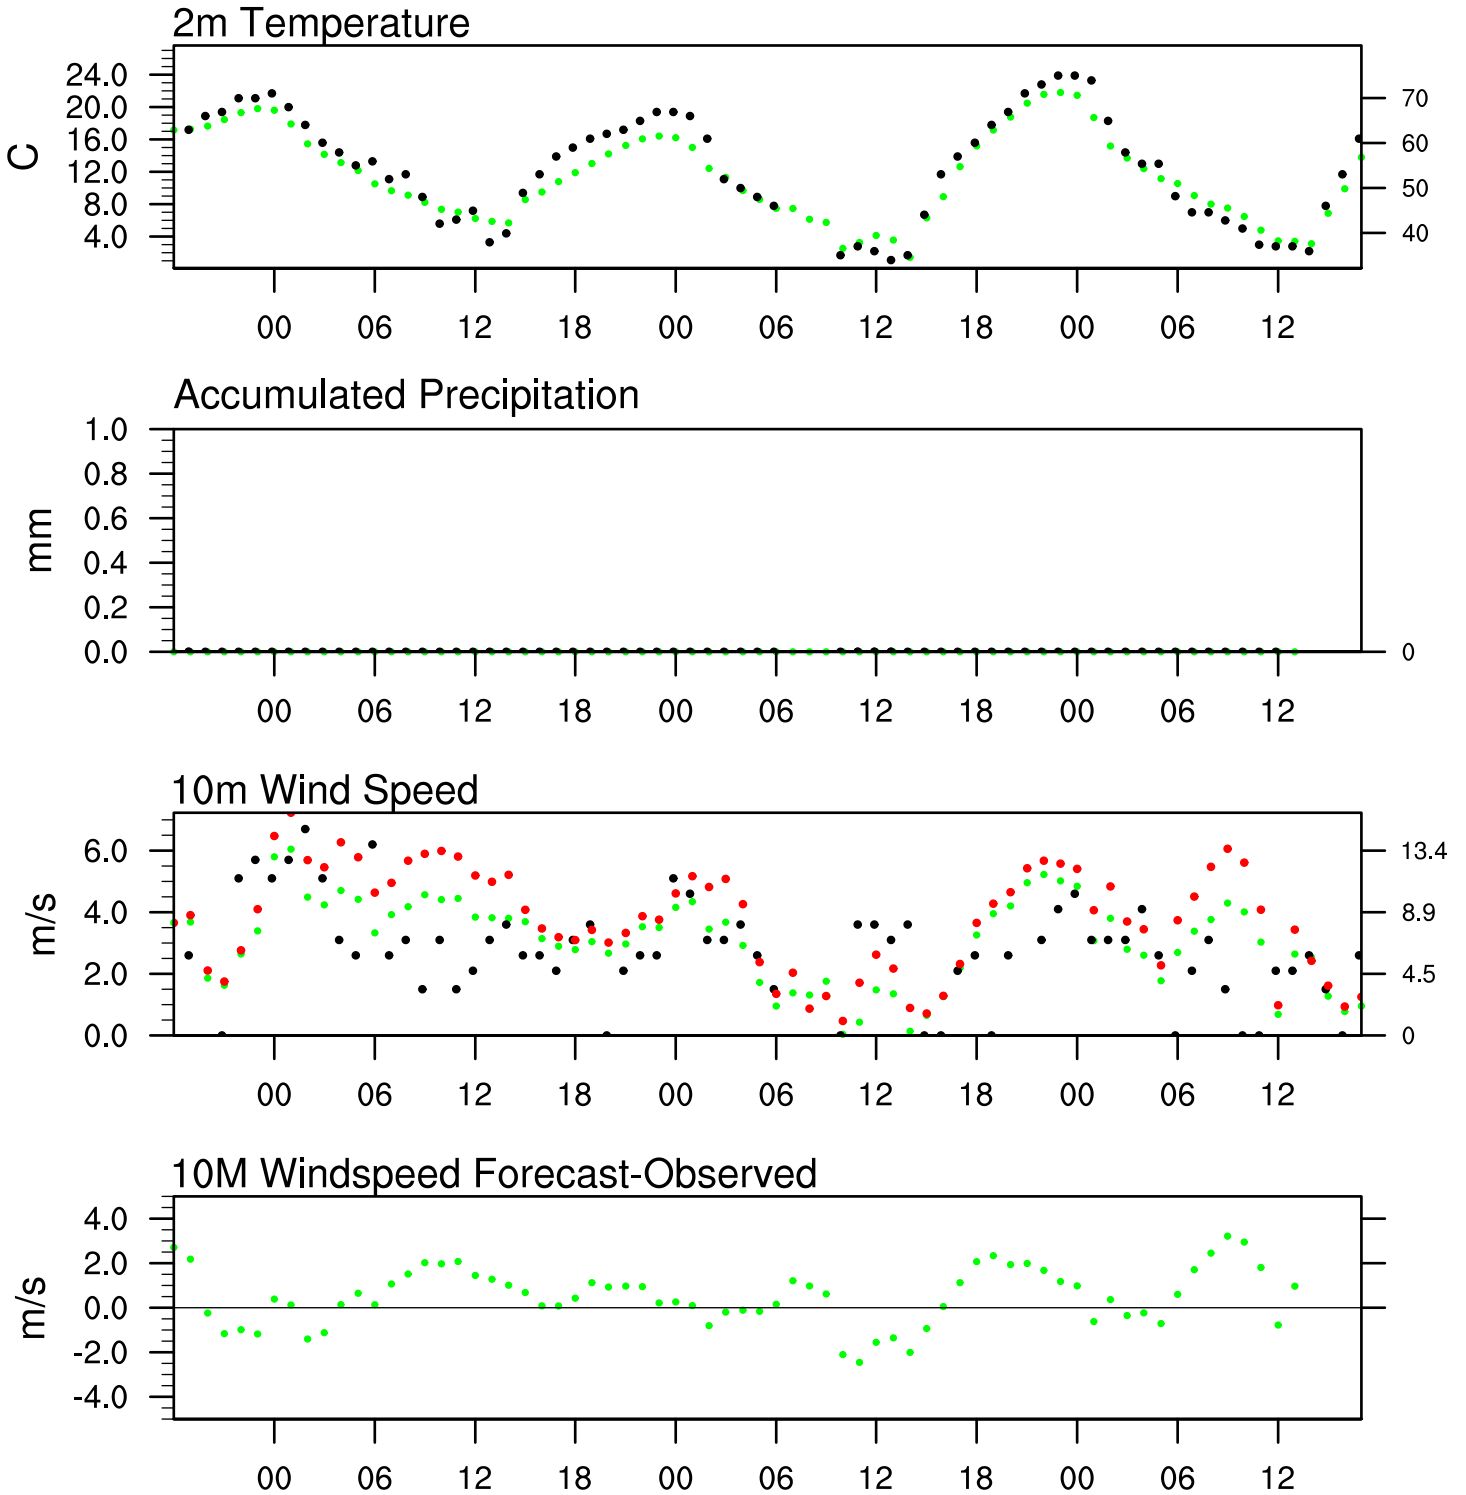 2m Temperature
24.0
20.0
16.0
12.0
8.0
4.0
C
70
60
50
40
00 06 12 18 00 06 12 18 00 06 12
Accumulated Precipitation
1.0
0.8
0.6
0.4
0.2
0.0
mm
0
00 06 12 18 00 06 12 18 00 06 12
10m Wind Speed
6.0
4.0
2.0
0.0
m/s
13.4
8.9
4.5
0
00 06 12 18 00 06 12 18 00 06 12
10M Windspeed Forecast-Observed
4.0
2.0
0.0
-2.0
-4.0
m/s
00 06 12 18 00 06 12 18 00 06 12